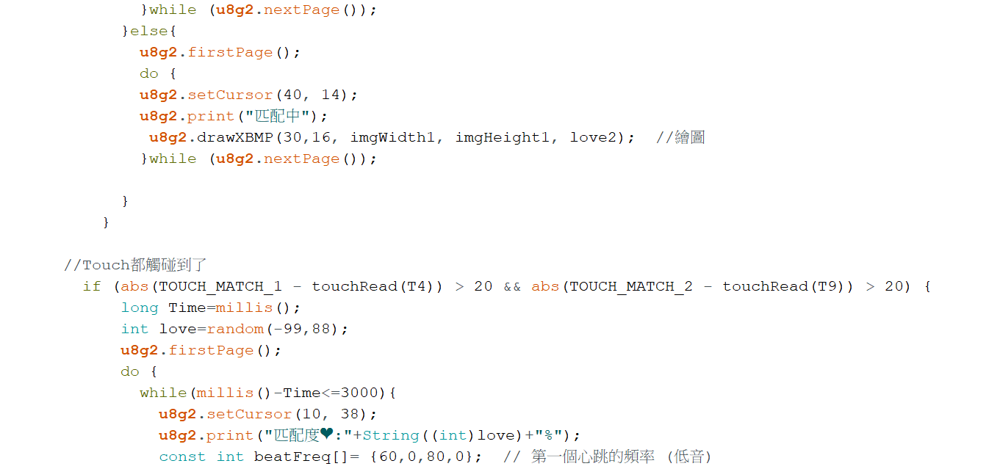 }while (u8g2.nextPage());
}else{
u8g2.firstPage();
do {
u8g2.setCursor(40, 14);
u8g2.print("匹配中");
u8g2.drawXBMP(30,16, imgWidth1, imgHeight1, love2);  //繪圖
}while (u8g2.nextPage());
}
}
//Touch都觸碰到了
if (abs(TOUCH_MATCH_1 - touchRead(T4)) > 20 && abs(TOUCH_MATCH_2 - touchRead(T9)) > 20) {
long Time=millis();
int love=random(-99,88);
u8g2.firstPage();
do {
while(millis()-Time<=3000){
u8g2.setCursor(10, 38);
u8g2.print("匹配度❤:"+String((int)love)+"%");
const int beatFreq[]= {60,0,80,0};  // 第一個心跳的頻率 (低音)